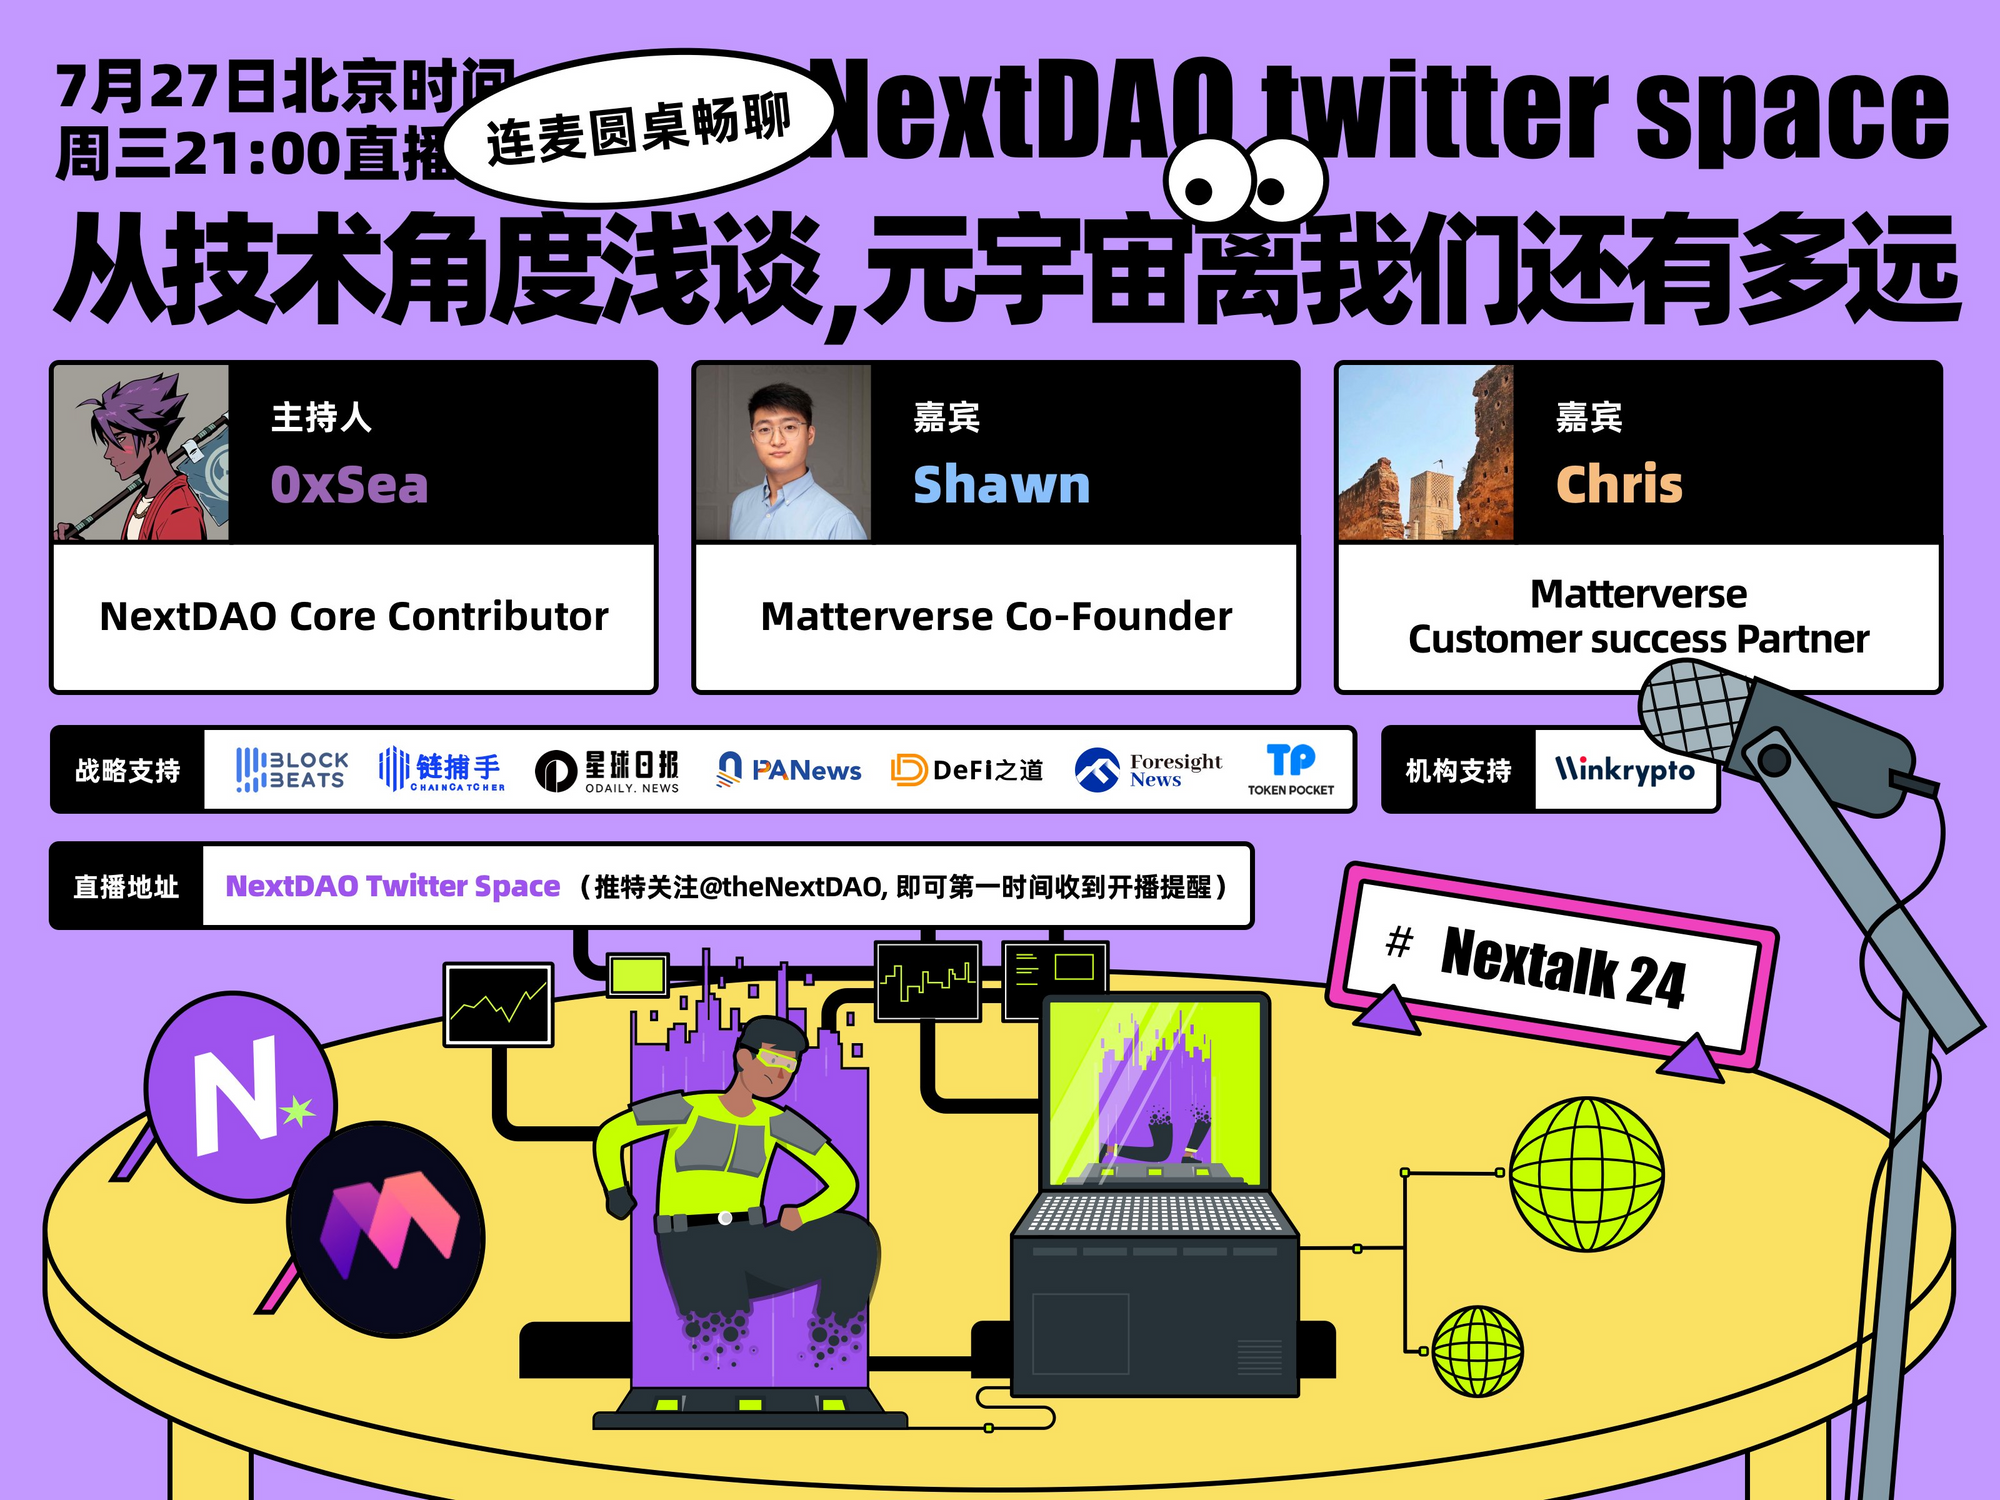 7月27日北京时间
周三21:00直播
连麦圆桌畅聊
NextDAO twitter space
从技术角度浅谈,元宇宙离我们还有多远
主持人
0xSea
NextDAO Core Contributor
嘉宾
Shawn
Matterverse Co-Founder
嘉宾
Chris
Matterverse
Customer success Partner
战略支持
BLOCK
BEATS
链捕手
CHAINCATCHER
星球日报
ODAILY. NEWS
PANews
DeFi之道
Foresight
News
TP
TOKEN POCKET
机构支持
Winkrypto
直播地址
NextDAO Twitter Space（推特关注@theNextDAO, 即可第一时间收到开播提醒）
# Nextalk 24
N